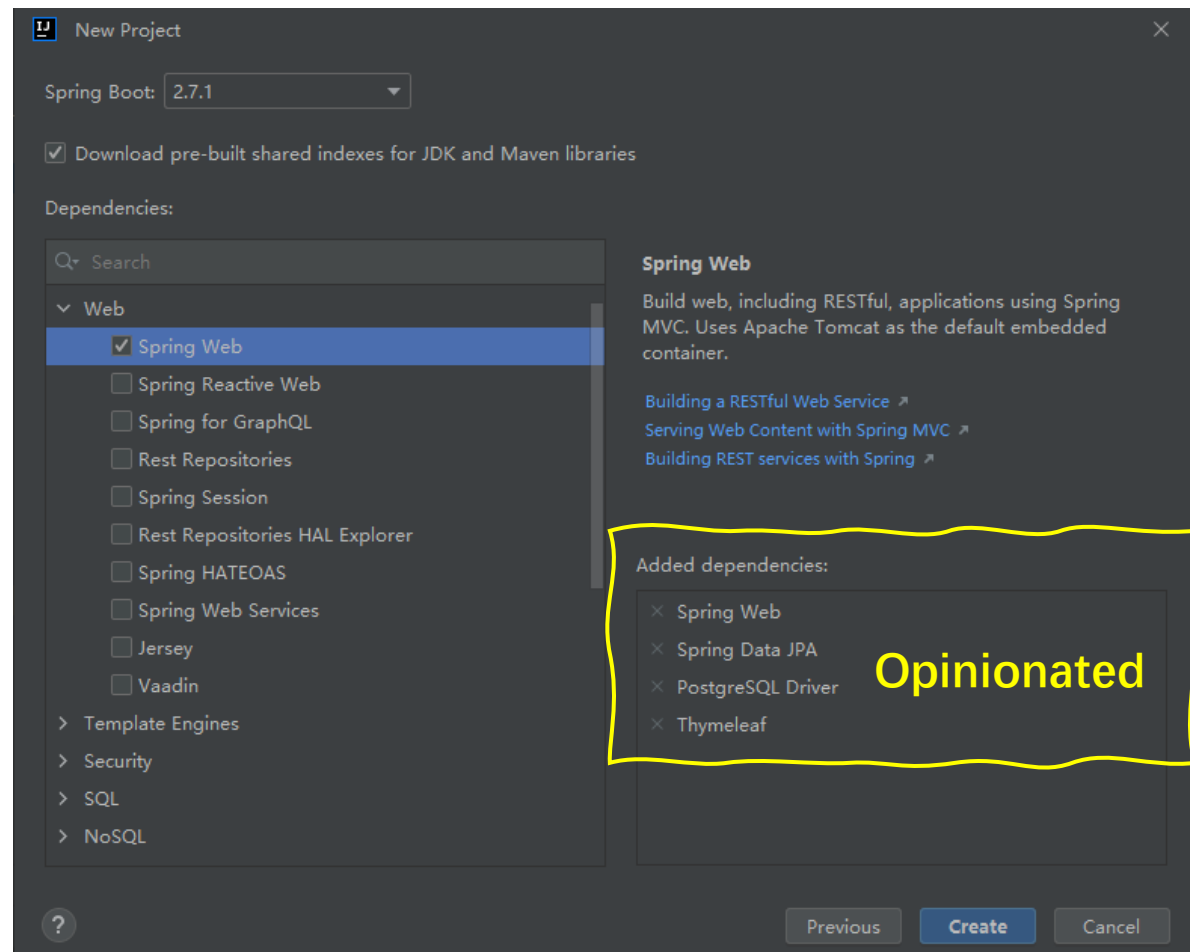 IJ
New Project
Spring Boot: 2.7.1
Download pre-built shared indexes for JDK and Maven libraries
Dependencies:
Search
Web
Spring Web
Spring Reactive Web
Spring for GraphQL
Rest Repositories
Spring Session
Rest Repositories HAL Explorer
Spring HATEOAS
Spring Web Services
Jersey
Vaadin
Template Engines
Security
SQL
NoSQL
Spring Web
Build web, including RESTful, applications using Spring
MVC. Uses Apache Tomcat as the default embedded
container.
Building a RESTful Web Service
Serving Web Content with Spring MVC
Building REST services with Spring
Added dependencies:
Spring Web
Spring Data JPA
PostgreSQL Driver
Thymeleaf
Opinionated
?
Previous
Create
Cancel